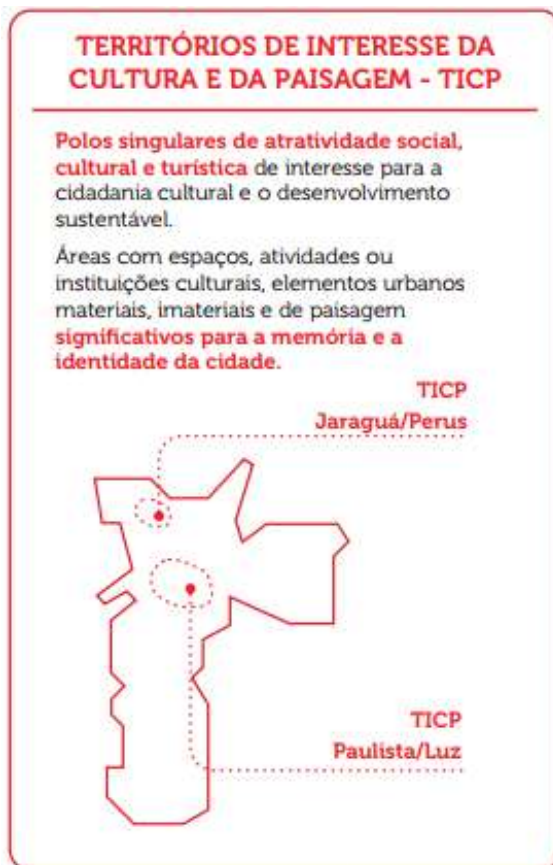 TERRITÓRIOS DE INTERESSE DA
CULTURA E DA PAISAGEM - TICP
Polos singulares de atratividade social,
cultural e turística de interesse para a
cidadania cultural e o desenvolvimento
sustentável.
Áreas com espaços, atividades ou
instituições culturais, elementos urbanos
materiais, imateriais e de paisagem
significativos para a memória e a
identidade da cidade.
TICP
Jaraguá/Perus
TICP
Paulista/Luz